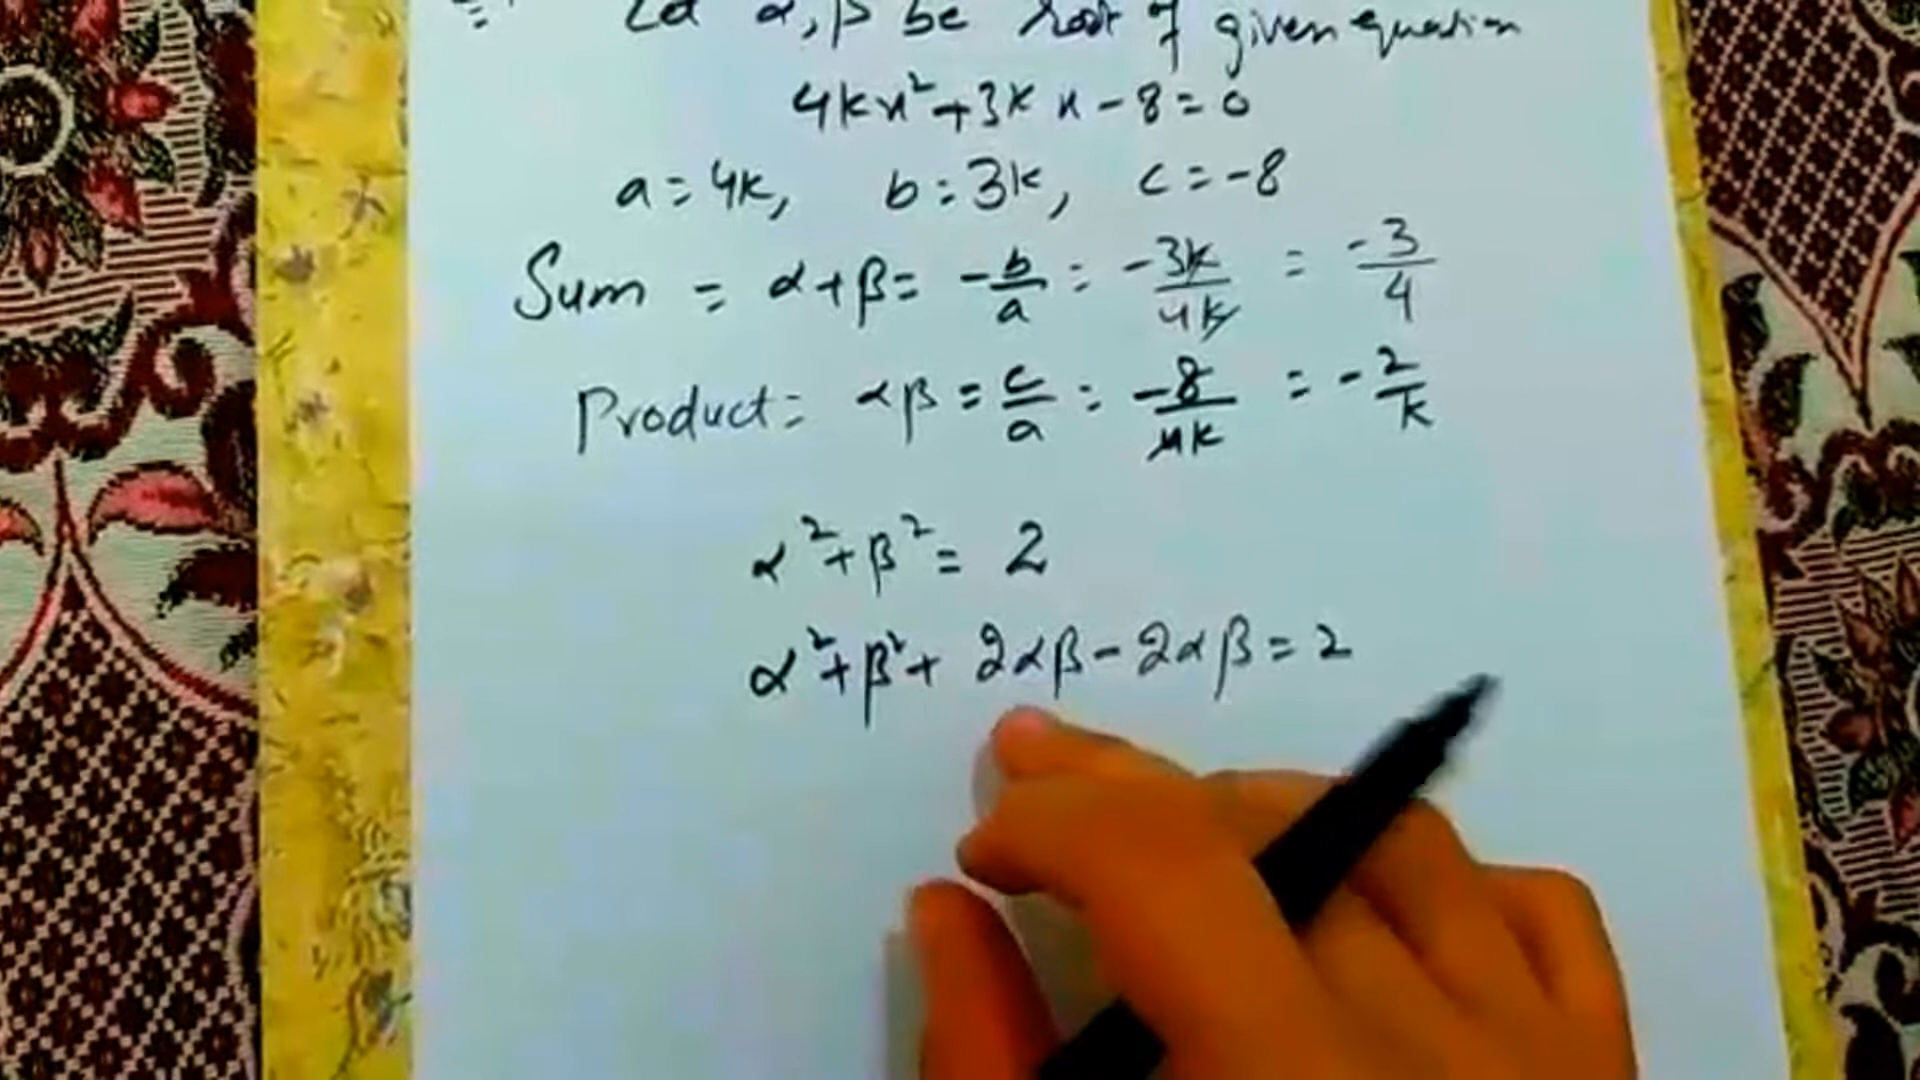 Let α, β be root of given equation
4kx²+3kx-8=0
a=4k, b=3k, c=-8
Sum = α+β = -b/a = -3k/4k = -3/4
Product = αβ = c/a = -8/4k = -2/k
α²+β² = 2
α²+β²+2αβ-2αβ=2